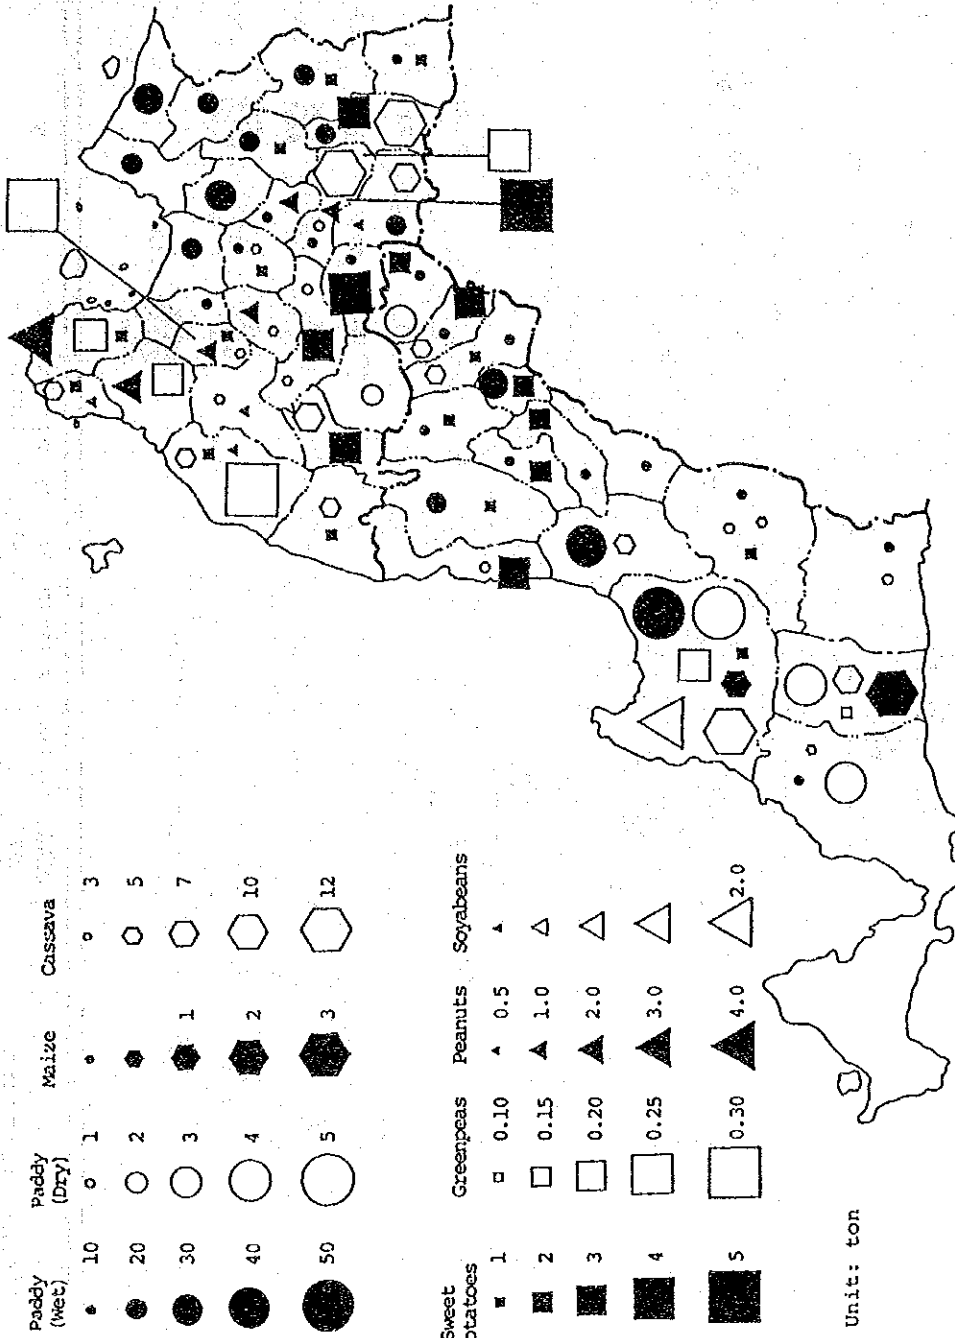 Paddy Paddy Maize Cassava
(Wet) (Dry)
10 1 3
20 2 5
30 3 1 7
40 4 2 10
50 5 3 12
Sweet
otatoes Greenpeas Peanuts Soyabeans
1 0.10 0.5
2 0.15 1.0
3 0.20 2.0
4 0.25 3.0
5 0.30 4.0 2.0
Unit: ton